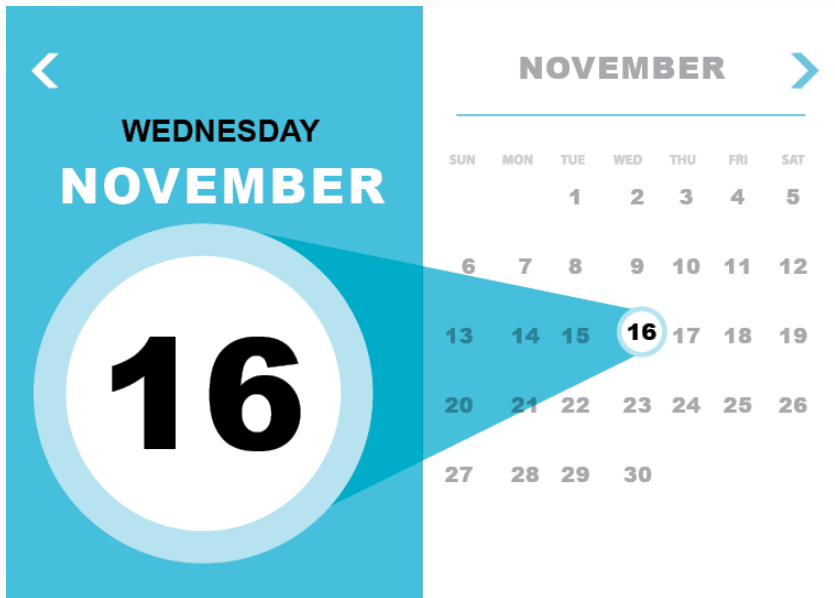 WEDNESDAY
NOVEMBER
16
NOVEMBER
SUN MON TUE WED THU FRI SAT
1 2 3 4 5
6 7 8 9 10 11 12
13 14 15 16 17 18 19
20 21 22 23 24 25 26
27 28 29 30